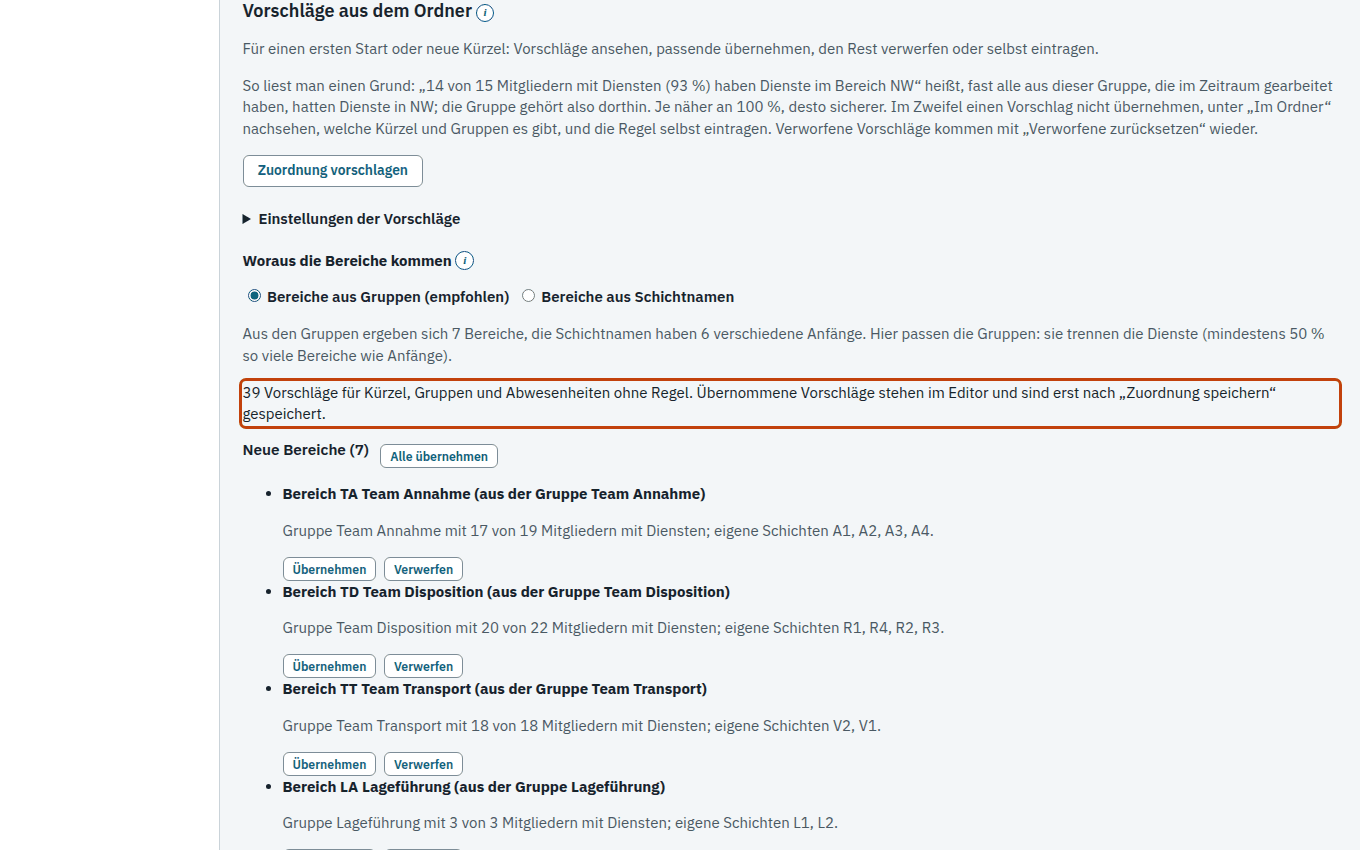 Vorschläge aus dem Ordner i
Für einen ersten Start oder neue Kürzel: Vorschläge ansehen, passende übernehmen, den Rest verwerfen oder selbst eintragen.
So liest man einen Grund: „14 von 15 Mitgliedern mit Diensten (93 %) haben Dienste im Bereich NW“ heißt, fast alle aus dieser Gruppe, die im Zeitraum gearbeitet
haben, hatten Dienste in NW; die Gruppe gehört also dorthin. Je näher an 100 %, desto sicherer. Im Zweifel einen Vorschlag nicht übernehmen, unter „Im Ordner“
nachsehen, welche Kürzel und Gruppen es gibt, und die Regel selbst eintragen. Verworfene Vorschläge kommen mit „Verworfene zurücksetzen“ wieder.
Zuordnung vorschlagen
Einstellungen der Vorschläge
Woraus die Bereiche kommen i
Bereiche aus Gruppen (empfohlen) Bereiche aus Schichtnamen
Aus den Gruppen ergeben sich 7 Bereiche, die Schichtnamen haben 6 verschiedene Anfänge. Hier passen die Gruppen: sie trennen die Dienste (mindestens 50 %
so viele Bereiche wie Anfänge).
39 Vorschläge für Kürzel, Gruppen und Abwesenheiten ohne Regel. Übernommene Vorschläge stehen im Editor und sind erst nach „Zuordnung speichern“
gespeichert.
Neue Bereiche (7) Alle übernehmen
Bereich TA Team Annahme (aus der Gruppe Team Annahme)
Gruppe Team Annahme mit 17 von 19 Mitgliedern mit Diensten; eigene Schichten A1, A2, A3, A4.
Übernehmen Verwerfen
Bereich TD Team Disposition (aus der Gruppe Team Disposition)
Gruppe Team Disposition mit 20 von 22 Mitgliedern mit Diensten; eigene Schichten R1, R4, R2, R3.
Übernehmen Verwerfen
Bereich TT Team Transport (aus der Gruppe Team Transport)
Gruppe Team Transport mit 18 von 18 Mitgliedern mit Diensten; eigene Schichten V2, V1.
Übernehmen Verwerfen
Bereich LA Lageführung (aus der Gruppe Lageführung)
Gruppe Lageführung mit 3 von 3 Mitgliedern mit Diensten; eigene Schichten L1, L2.